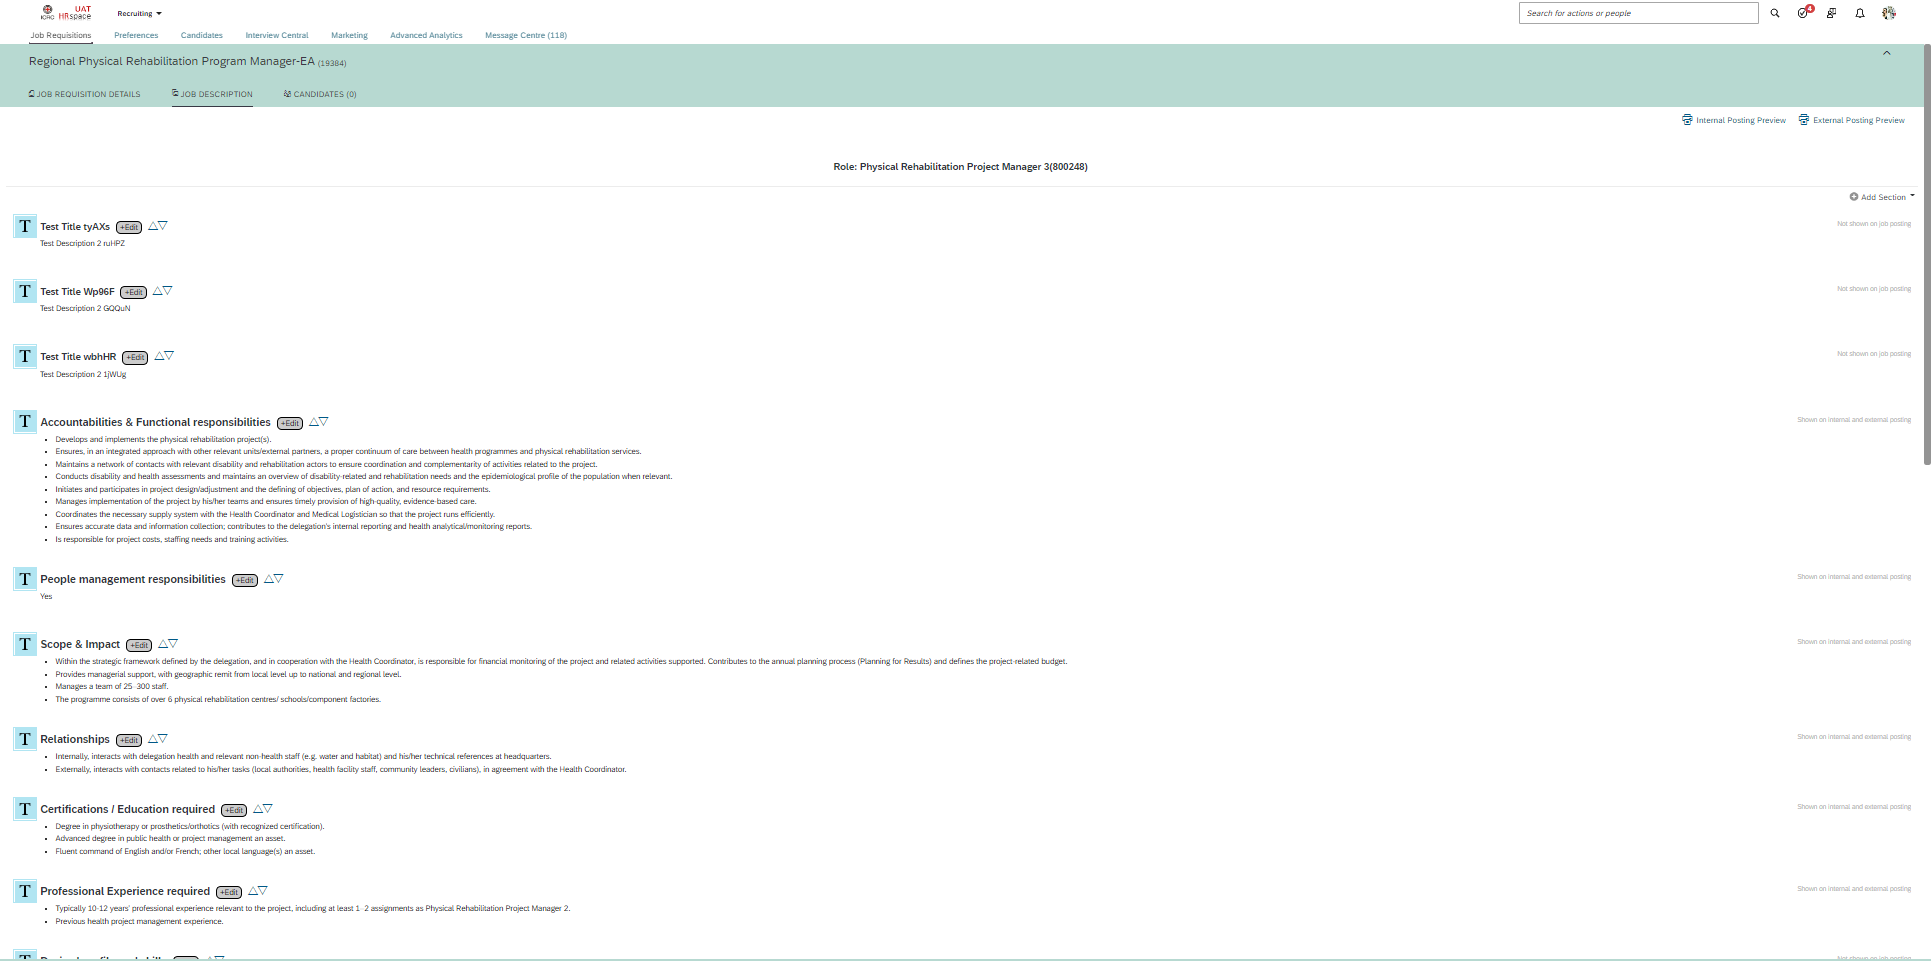 ICRC
UAT
HRspace
Recruiting
Search for actions or people
4
Job Requisitions
Preferences
Candidates
Interview Central
Marketing
Advanced Analytics
Message Centre (118)
Regional Physical Rehabilitation Program Manager-EA (19384)
JOB REQUISITION DETAILS
JOB DESCRIPTION
CANDIDATES (0)
Internal Posting Preview
External Posting Preview
Role: Physical Rehabilitation Project Manager 3(800248)
Add Section
T Test Title tyAXs +Edit
Not shown on job posting
Test Description 2 ruHPZ
T Test Title Wp96F +Edit
Not shown on job posting
Test Description 2 GQQuN
T Test Title wbhHR +Edit
Not shown on job posting
Test Description 2 1jWUg
T Accountabilities & Functional responsibilities +Edit
Shown on internal and external posting
• Develops and implements the physical rehabilitation project(s).
• Ensures, in an integrated approach with other relevant units/external partners, a proper continuum of care between health programmes and physical rehabilitation services.
• Maintains a network of contacts with relevant disability and rehabilitation actors to ensure coordination and complementarity of activities related to the project.
• Conducts disability and health assessments and maintains an overview of disability-related and rehabilitation needs and the epidemiological profile of the population when relevant.
• Initiates and participates in project design/adjustment and the defining of objectives, plan of action, and resource requirements.
• Manages implementation of the project by his/her teams and ensures timely provision of high-quality, evidence-based care.
• Coordinates the necessary supply system with the Health Coordinator and Medical Logistician so that the project runs efficiently.
• Ensures accurate data and information collection; contributes to the delegation's internal reporting and health analytical/monitoring reports.
• Is responsible for project costs, staffing needs and training activities.
T People management responsibilities +Edit
Shown on internal and external posting
Yes
T Scope & Impact +Edit
Shown on internal and external posting
• Within the strategic framework defined by the delegation, and in cooperation with the Health Coordinator, is responsible for financial monitoring of the project and related activities supported. Contributes to the annual planning process (Planning for Results) and defines the project-related budget.
• Provides managerial support, with geographic remit from local level up to national and regional level.
• Manages a team of 25- 300 staff.
• The programme consists of over 6 physical rehabilitation centres/ schools/component factories.
T Relationships +Edit
Shown on internal and external posting
• Internally, interacts with delegation health and relevant non-health staff (e.g. water and habitat) and his/her technical references at headquarters.
• Externally, interacts with contacts related to his/her tasks (local authorities, health facility staff, community leaders, civilians), in agreement with the Health Coordinator.
T Certifications / Education required +Edit
Shown on internal and external posting
• Degree in physiotherapy or prosthetics/orthotics (with recognized certification).
• Advanced degree in public health or project management an asset.
• Fluent command of English and/or French; other local language(s) an asset.
T Professional Experience required +Edit
Shown on internal and external posting
• Typically 10-12 years' professional experience relevant to the project, including at least 1- 2 assignments as Physical Rehabilitation Project Manager 2.
• Previous health project management experience.